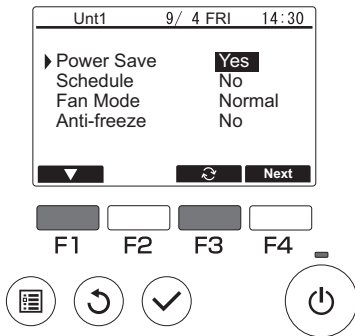 Unt1 9/ 4 FRI 14:30
Power Save Yes
Schedule No
Fan Mode Normal
Anti-freeze No
Next
F1 F2 F3 F4